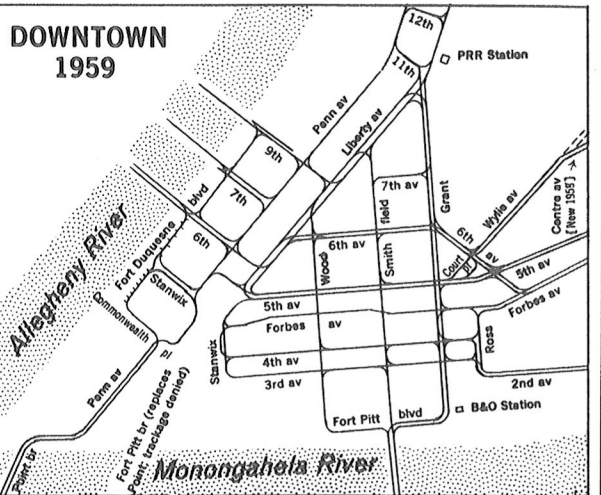 DOWNTOWN
1959
12th
11th
PRR Station
Penn av
Liberty av
9th
7th
6th
Fort Duquesne blvd
Stanwix
Allegheny River
Commonwealth pl
Penn av
Point br
Fort Pitt br (replaces
Point; trackage denied)
7th av
Smith field
Grant
Wood
6th av
Wylie av
Centre av
[New 1959]
6th av
Court pl
5th av
Forbes av
5th av
Forbes av
Stanwix
4th av
3rd av
Ross
2nd av
Fort Pitt blvd
B&O Station
Monongahela River